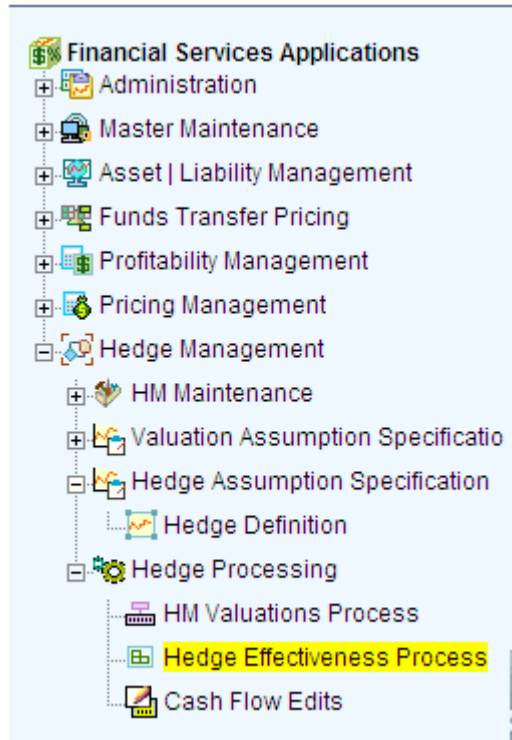 Financial Services Applications
Administration
Master Maintenance
Asset | Liability Management
Funds Transfer Pricing
Profitability Management
Pricing Management
Hedge Management
HM Maintenance
Valuation Assumption Specificatio
Hedge Assumption Specification
Hedge Definition
Hedge Processing
HM Valuations Process
Hedge Effectiveness Process
Cash Flow Edits